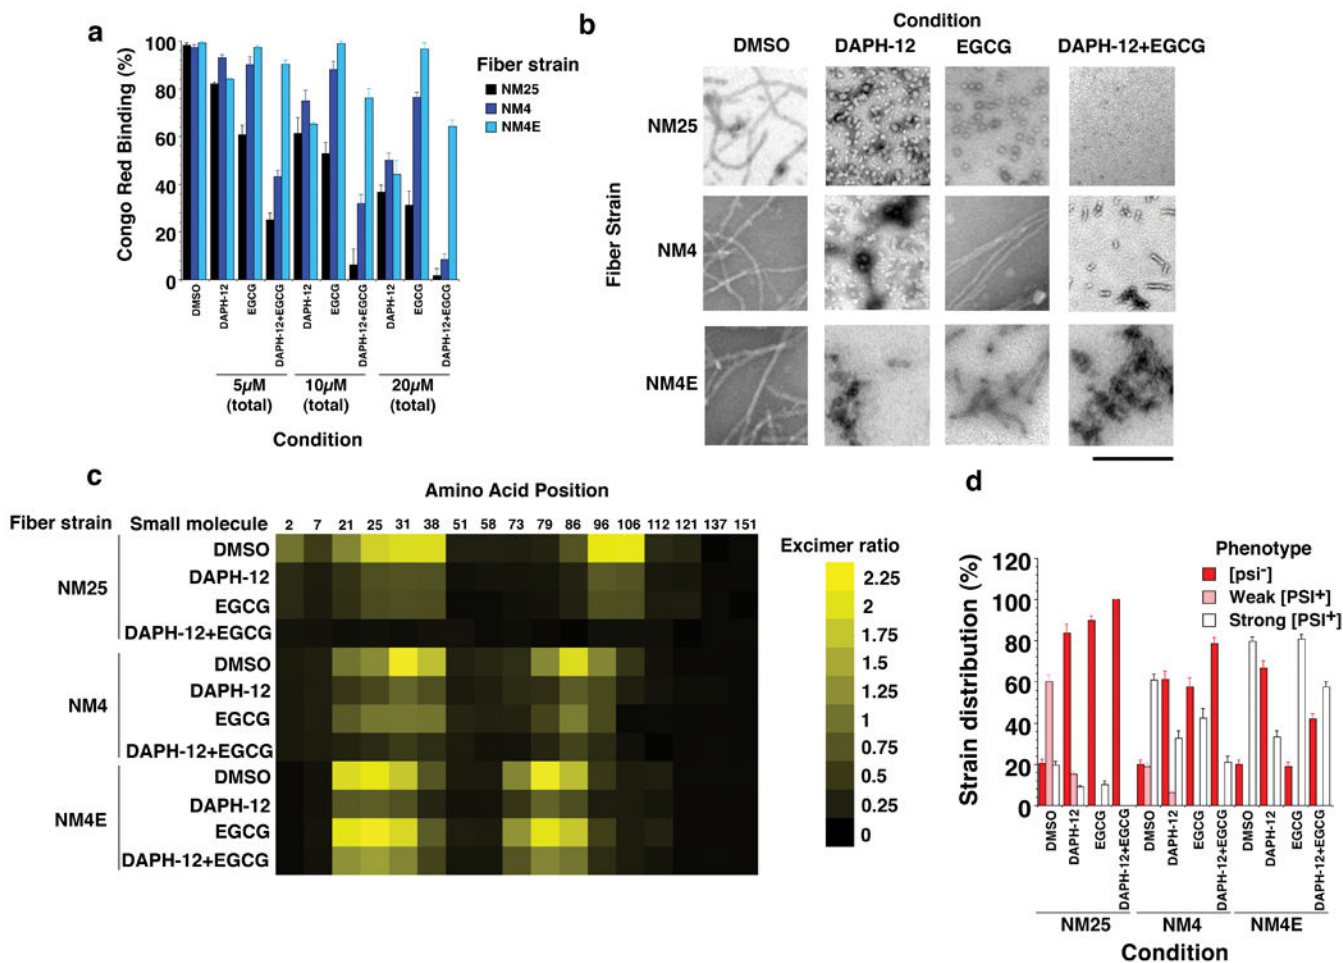 a
Congo Red Binding (%)
100
80
60
40
20
0
Fiber strain
NM25
NM4
NM4E
DMSO
DAPH-12
EGCG
DAPH-12+EGCG
DAPH-12
EGCG
DAPH-12+EGCG
DAPH-12
EGCG
DAPH-12+EGCG
5µM
(total)
10µM
(total)
20µM
(total)
Condition
b
Condition
DMSO DAPH-12 EGCG DAPH-12+EGCG
Fiber Strain
NM25
NM4
NM4E
c
Amino Acid Position
Fiber strain Small molecule 2 7 21 25 31 38 51 58 73 79 86 96 106 112 121 137 151
NM25
DMSO
DAPH-12
EGCG
DAPH-12+EGCG
NM4
DMSO
DAPH-12
EGCG
DAPH-12+EGCG
NM4E
DMSO
DAPH-12
EGCG
DAPH-12+EGCG
Excimer ratio
2.25
2
1.75
1.5
1.25
1
0.75
0.5
0.25
0
d
Strain distribution (%)
120
100
80
60
40
20
0
Phenotype
[psi-]
Weak [PSI+]
Strong [PSI+]
DMSO
DAPH-12
EGCG
DAPH-12+EGCG
DMSO
DAPH-12
EGCG
DAPH-12+EGCG
DMSO
DAPH-12
EGCG
DAPH-12+EGCG
NM25 NM4 NM4E
Condition